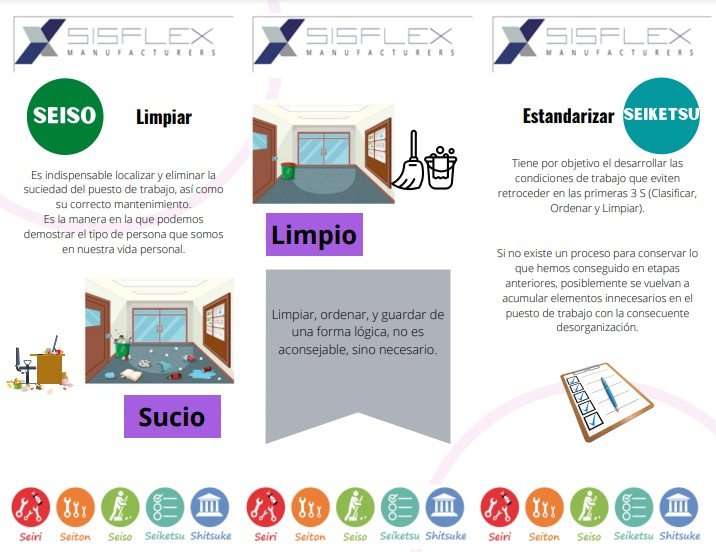 SISFLEX
MANUFACTURERS
SEISO
Limpiar
Es indispensable localizar y eliminar la
suciedad del puesto de trabajo, así como
su correcto mantenimiento.
Es la manera en la que podemos
demostrar el tipo de persona que somos
en nuestra vida personal.
Sucio
Seiri
Seiton
Seiso
Seiketsu
Shitsuke
SISFLEX
MANUFACTURERS
Limpio
Limpiar, ordenar, y guardar de
una forma lógica, no es
aconsejable, sino necesario.
Seiri
Seiton
Seiso
Seiketsu
Shitsuke
SISFLEX
MANUFACTURERS
Estandarizar
SEIKETSU
Tiene por objetivo el desarrollar las
condiciones de trabajo que eviten
retroceder en las primeras 3 S (Clasificar,
Ordenar y Limpiar).
Si no existe un proceso para conservar lo
que hemos conseguido en etapas
anteriores, posiblemente se vuelvan a
acumular elementos innecesarios en el
puesto de trabajo con la consecuente
desorganización.
Seiri
Seiton
Seiso
Seiketsu
Shitsuke